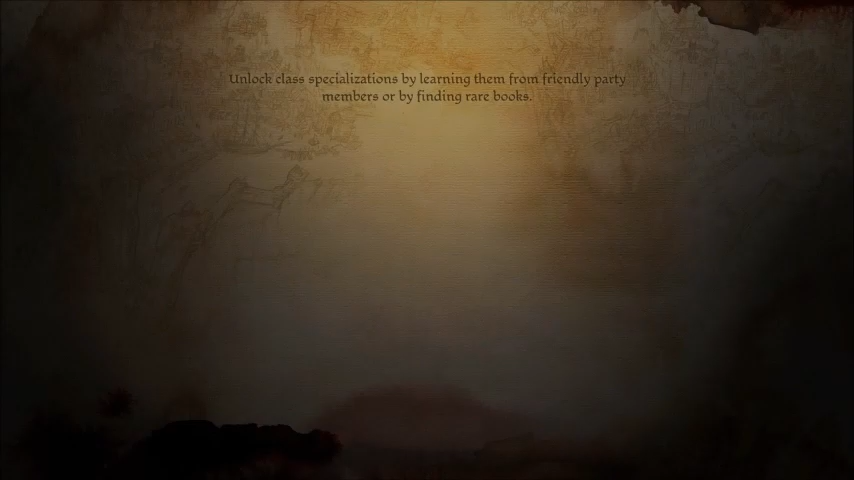 Unlock class specializations by learning them from friendly party
members or by finding rare books.